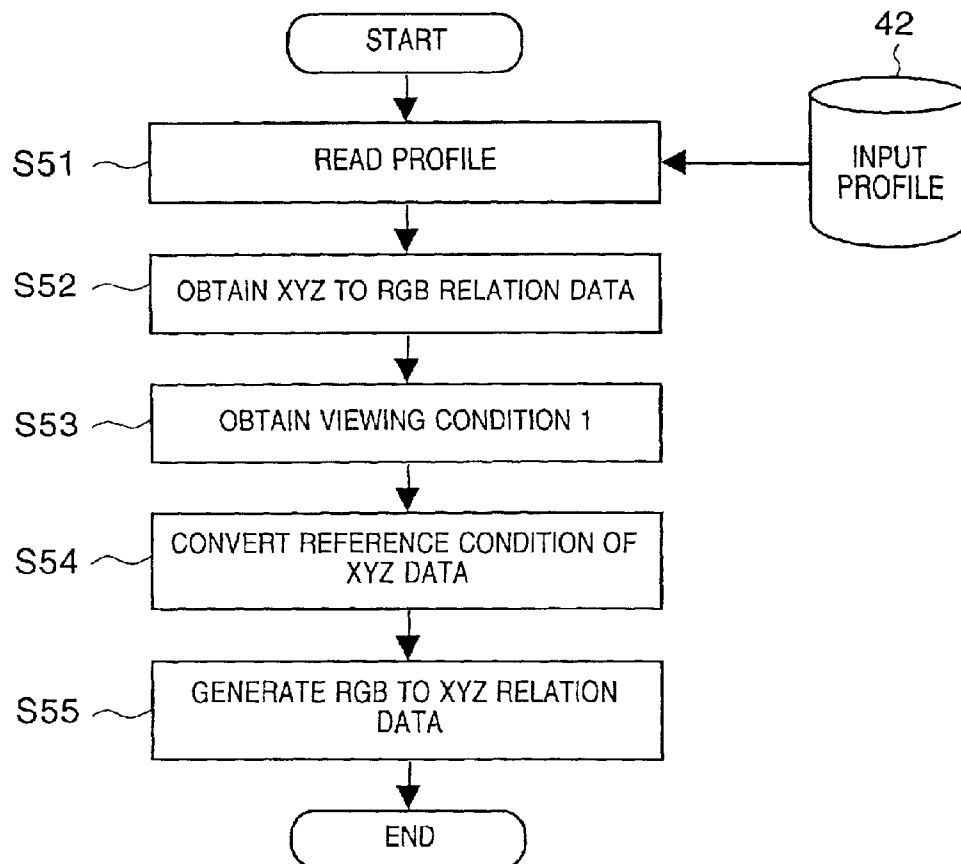 START
42
S51
READ PROFILE
INPUT
PROFILE
S52
OBTAIN XYZ TO RGB RELATION DATA
S53
OBTAIN VIEWING CONDITION 1
S54
CONVERT REFERENCE CONDITION OF
XYZ DATA
S55
GENERATE RGB TO XYZ RELATION
DATA
END